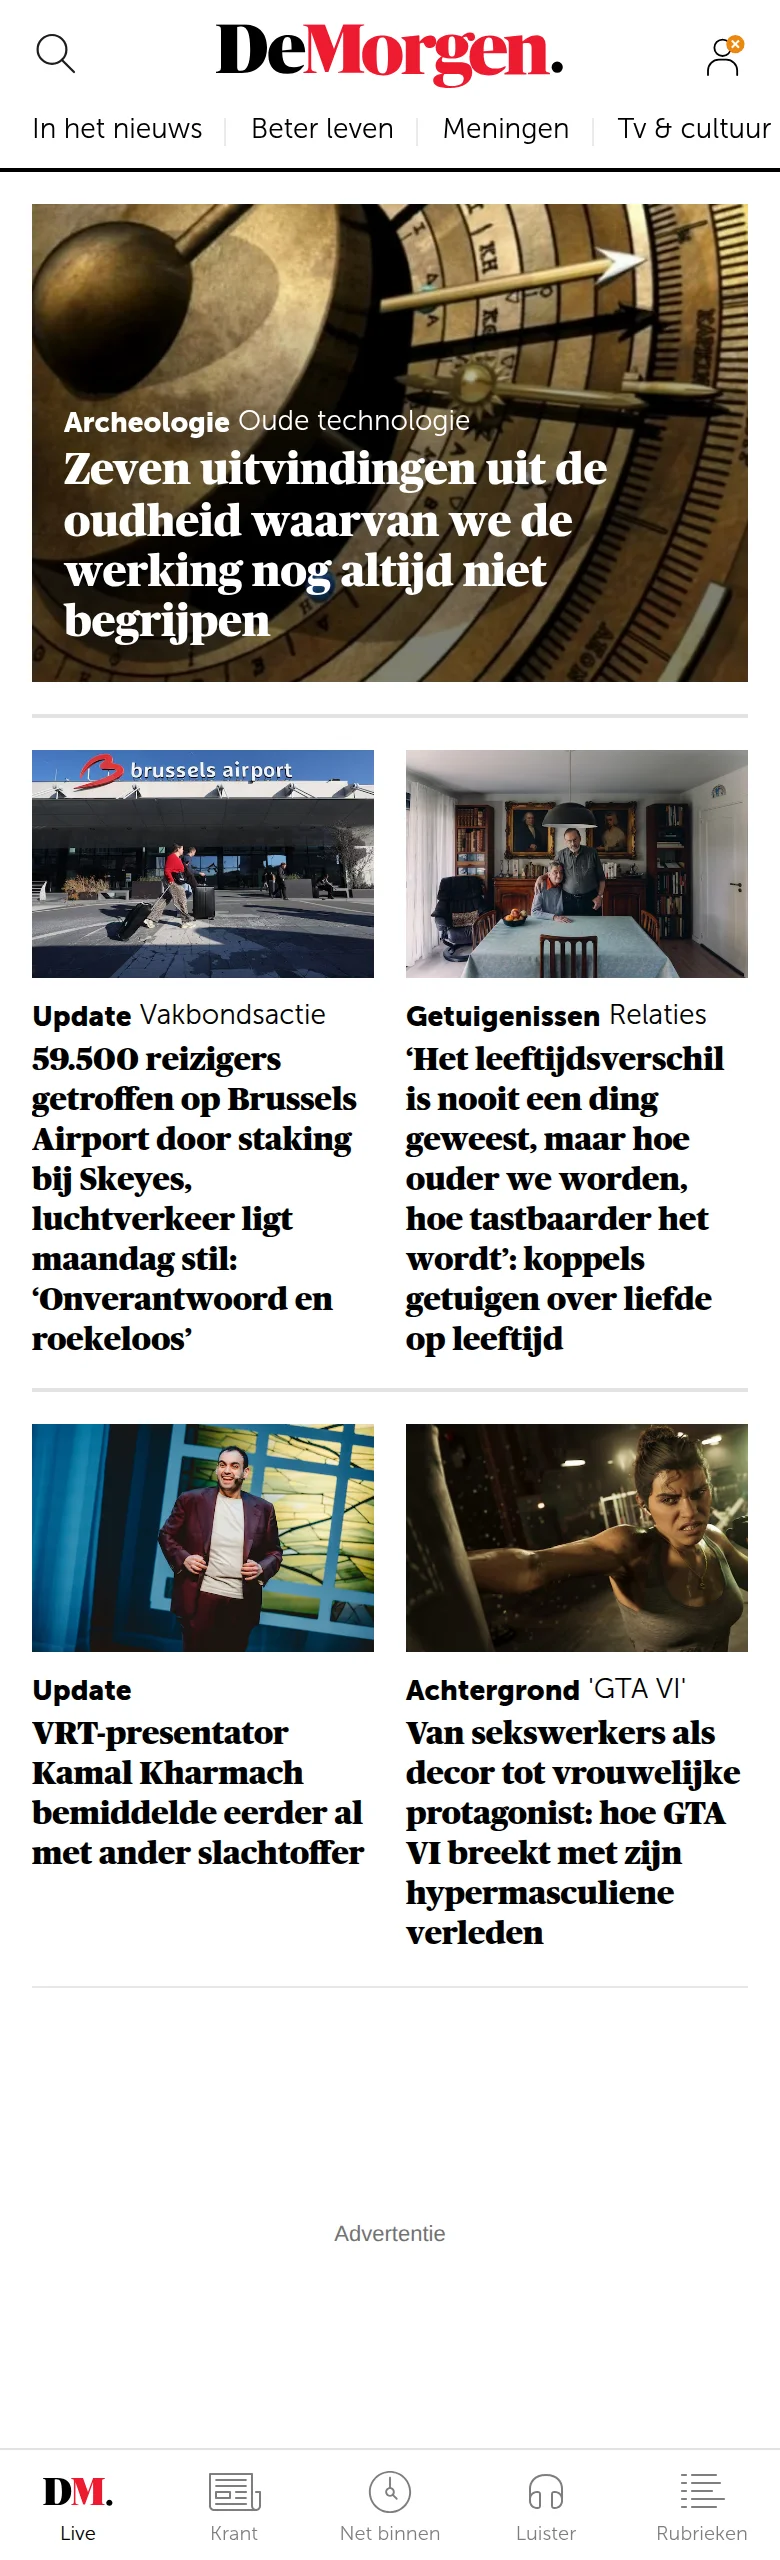 DeMorgen.
In het nieuws
Beter leven
Meningen
Tv & cultuur
Archeologie Oude technologie
Zeven uitvindingen uit de
oudheid waarvan we de
werking nog altijd niet
begrijpen
brussels airport
Update Vakbondsactie
59.500 reizigers
getroffen op Brussels
Airport door staking
bij Skeyes,
luchtverkeer ligt
maandag stil:
‘Onverantwoord en
roekeloos’
Getuigenissen Relaties
‘Het leeftijdsverschil
is nooit een ding
geweest, maar hoe
ouder we worden,
hoe tastbaarder het
wordt’: koppels
getuigen over liefde
op leeftijd
Update
VRT-presentator
Kamal Kharmach
bemiddelde eerder al
met ander slachtoffer
Achtergrond 'GTA VI'
Van sekswerkers als
decor tot vrouwelijke
protagonist: hoe GTA
VI breekt met zijn
hypermasculiene
verleden
Advertentie
DM.
Live
Krant
Net binnen
Luister
Rubrieken